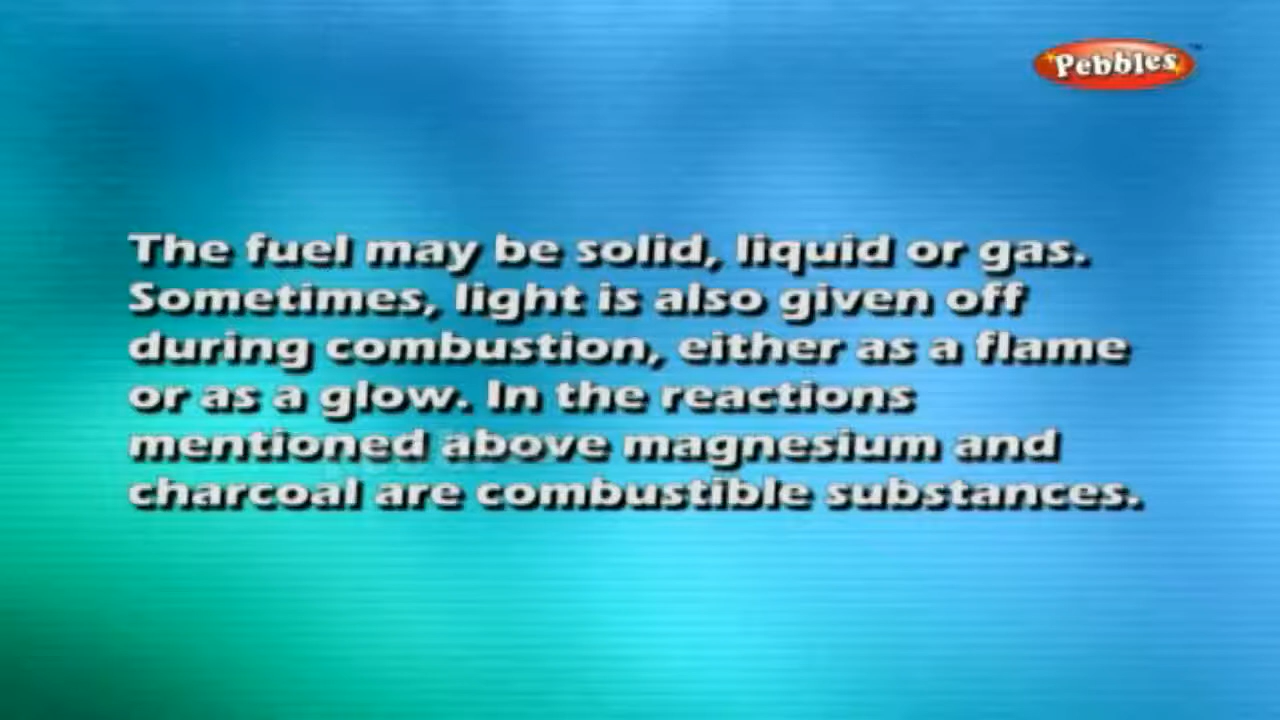 Pebbles
The fuel may be solid, liquid or gas.
Sometimes, light is also given off
during combustion, either as a flame
or as a glow. In the reactions
mentioned above magnesium and
charcoal are combustible substances.